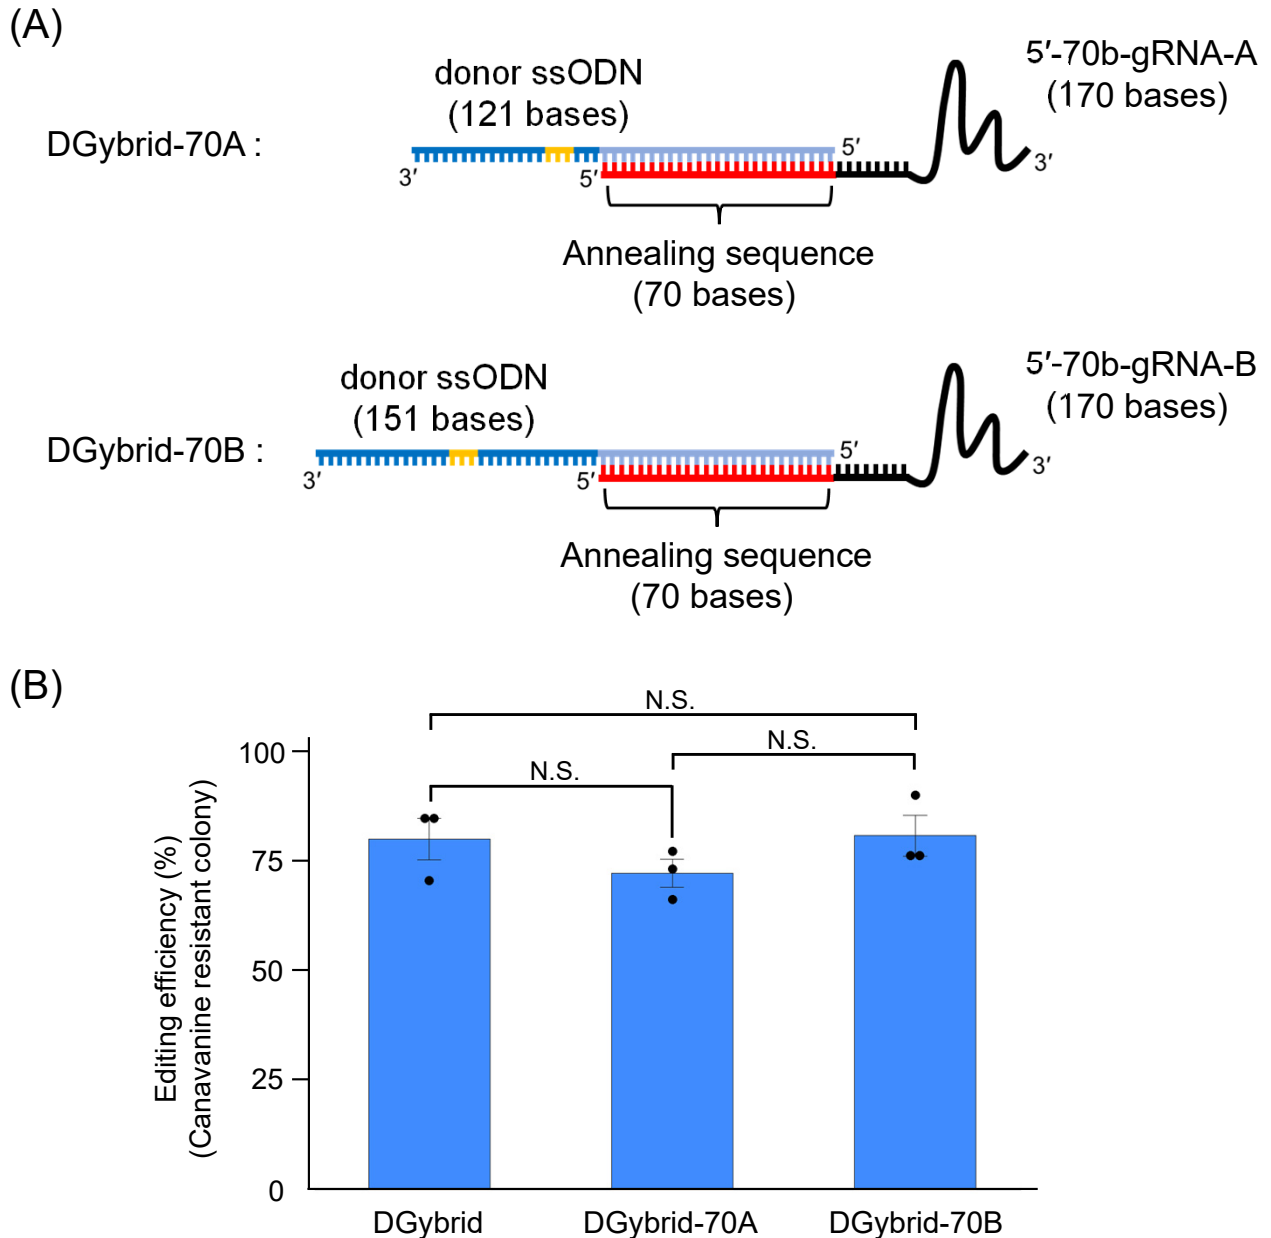 (A)
donor ssODN
(121 bases)
5′-70b-gRNA-A
(170 bases)
DGybrid-70A :
5′
3′
3′
5′
Annealing sequence
(70 bases)
donor ssODN
(151 bases)
5′-70b-gRNA-B
(170 bases)
DGybrid-70B :
5′
3′
3′
5′
Annealing sequence
(70 bases)
(B)
N.S.
N.S.
N.S.
Editing efficiency (%)
(Canavanine resistant colony)
100
75
50
25
0
DGybrid
DGybrid-70A
DGybrid-70B